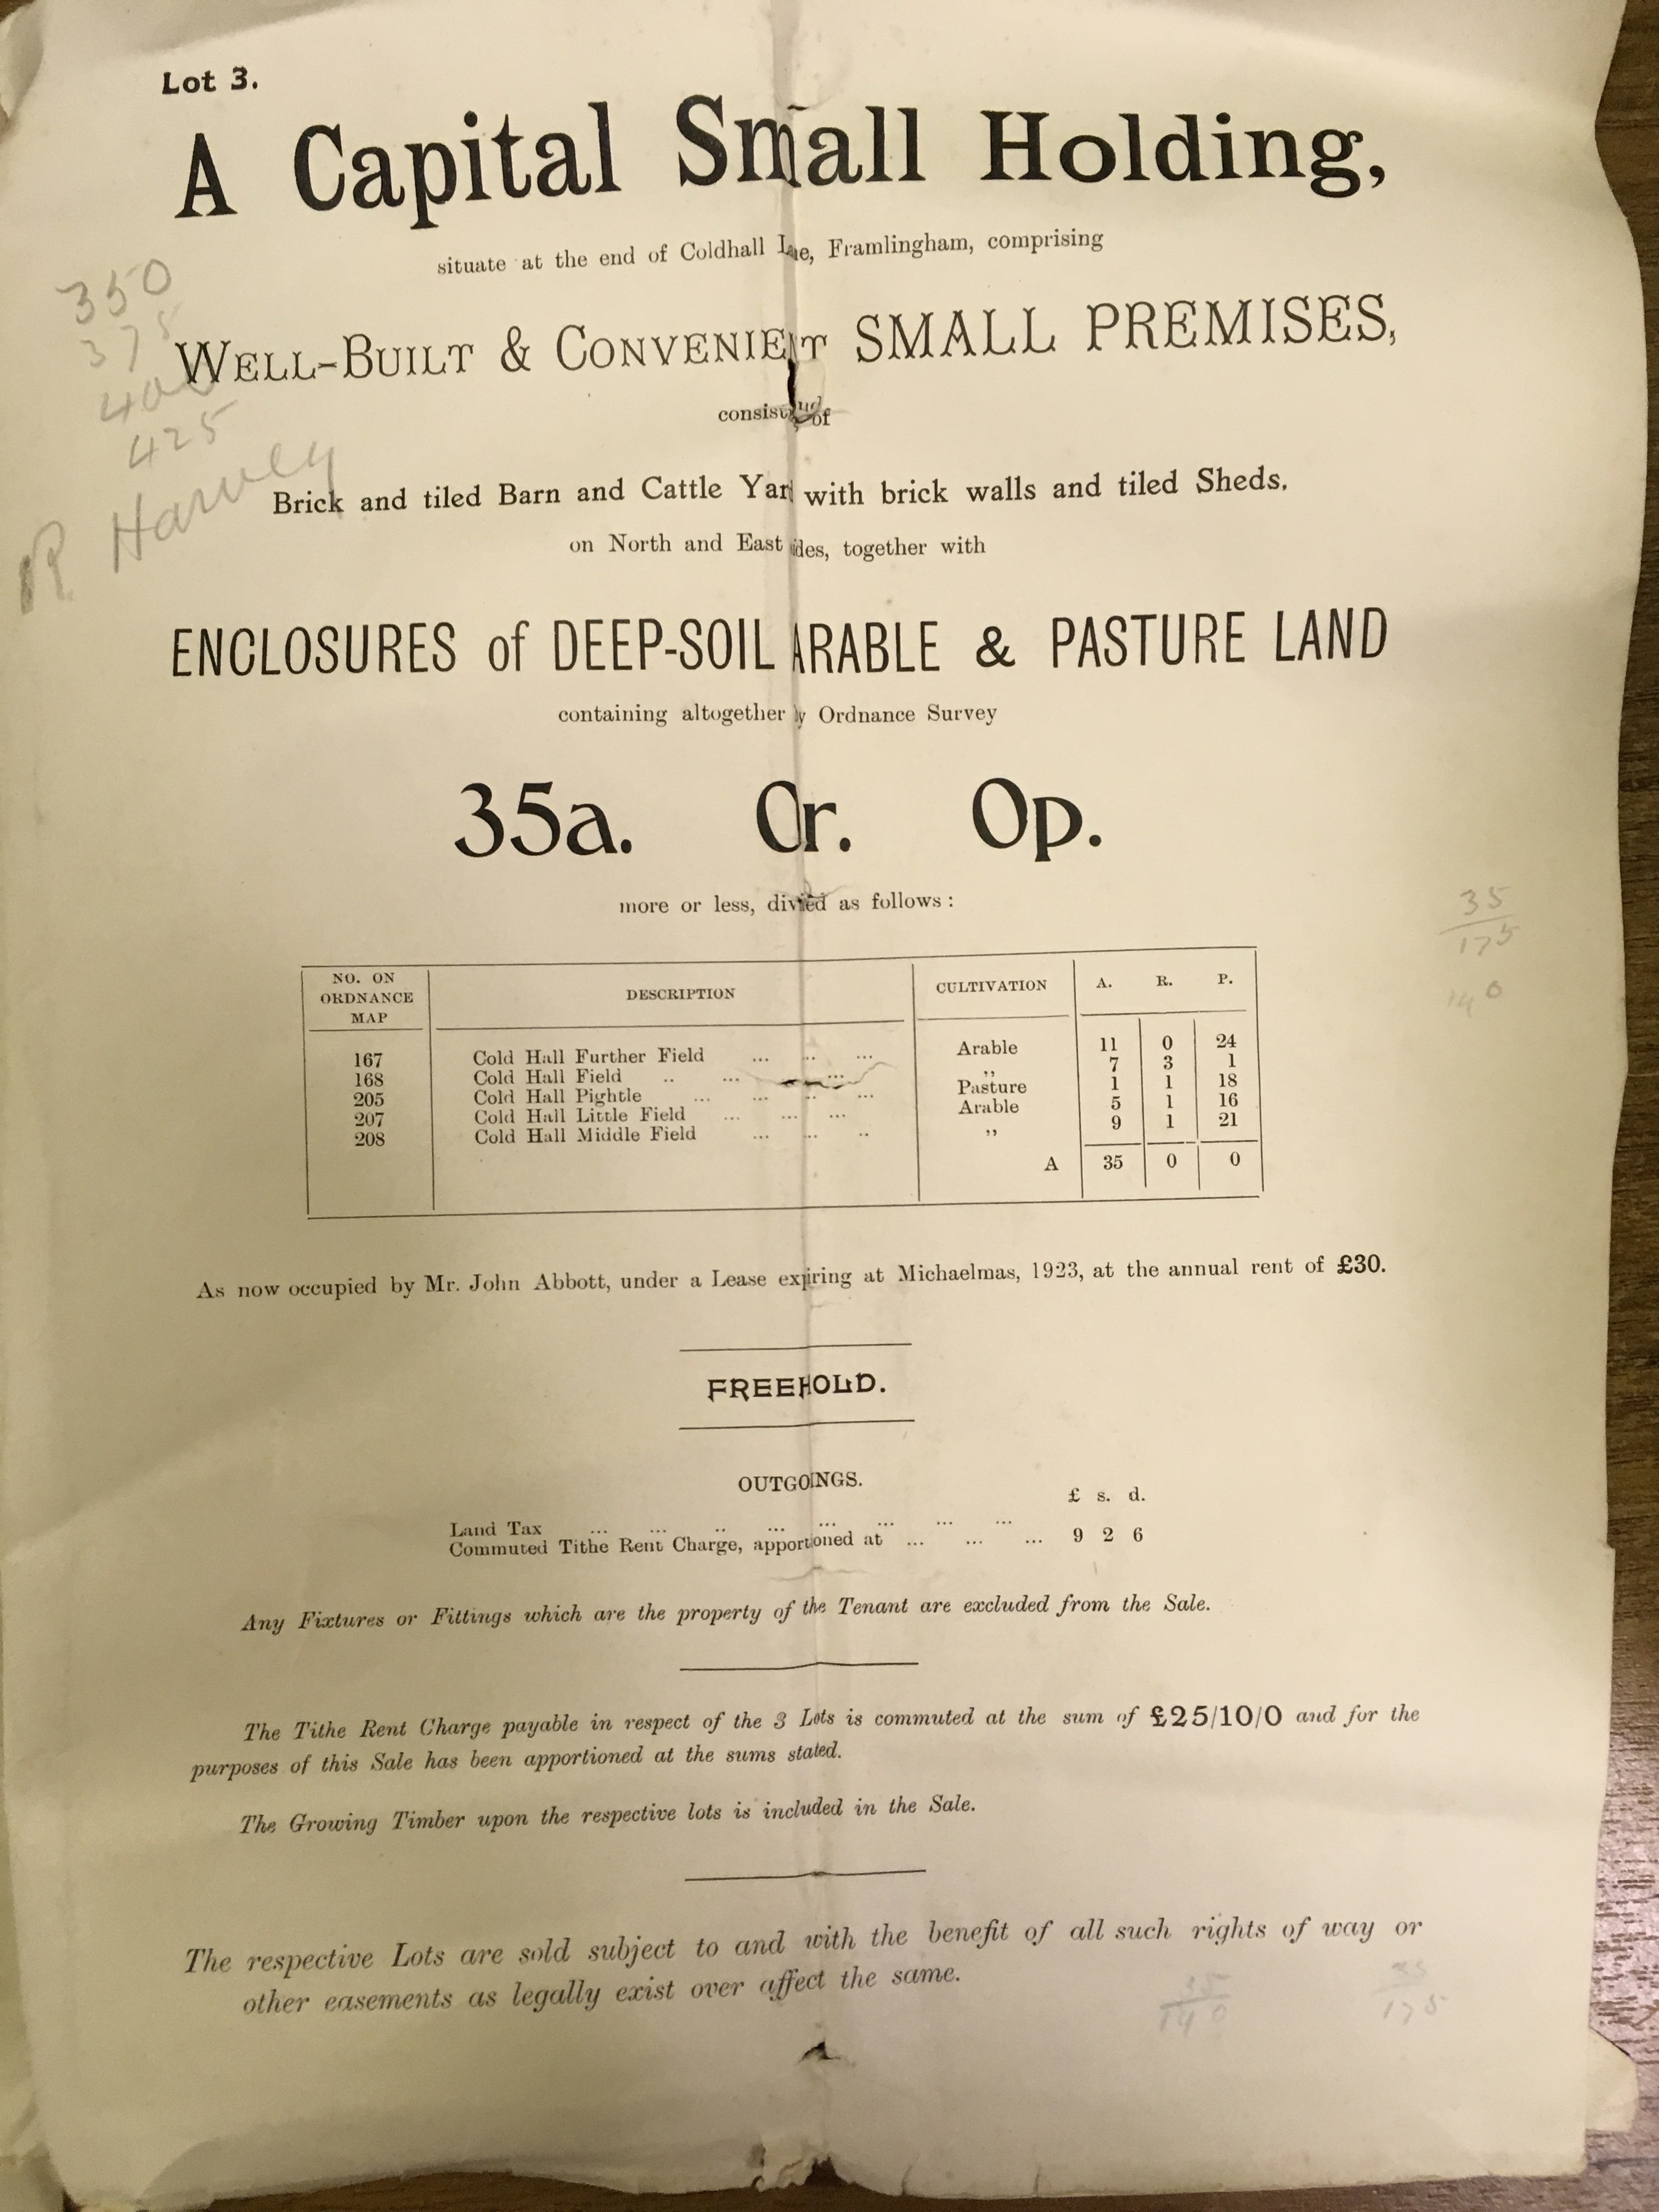 Lot 3.
A Capital Small Holding,
situate at the end of Coldhall Lane, Framlingham, comprising
350
375
400
425
R Harvey
WELL-BUILT & CONVENIENT SMALL PREMISES,
consist of
Brick and tiled Barn and Cattle Yard with brick walls and tiled Sheds,
on North and East sides, together with
ENCLOSURES of DEEP-SOIL ARABLE & PASTURE LAND
containing altogether by Ordnance Survey
35a. 0r. 0p.
more or less, divided as follows :
35
175
140
NO. ON ORDNANCE MAP DESCRIPTION CULTIVATION A. R. P.
167 Cold Hall Further Field ... ... ... Arable 11 0 24
168 Cold Hall Field .. ... ... ,, 7 3 1
205 Cold Hall Pightle ... ... .. ... Pasture 1 1 18
207 Cold Hall Little Field ... ... ... Arable 5 1 16
208 Cold Hall Middle Field ... ... .. ,, 9 1 21
A 35 0 0
As now occupied by Mr. John Abbott, under a Lease expiring at Michaelmas, 1923, at the annual rent of £30.
FREEHOLD.
OUTGOINGS.
£ s. d.
Land Tax ... ... .. ... ... ... ... ...
Commuted Tithe Rent Charge, apportioned at ... ... ... 9 2 6
Any Fixtures or Fittings which are the property of the Tenant are excluded from the Sale.
The Tithe Rent Charge payable in respect of the 3 Lots is commuted at the sum of £25/10/0 and for the
purposes of this Sale has been apportioned at the sums stated.
The Growing Timber upon the respective lots is included in the Sale.
The respective Lots are sold subject to and with the benefit of all such rights of way or
other easements as legally exist over affect the same.
35
140
35
175